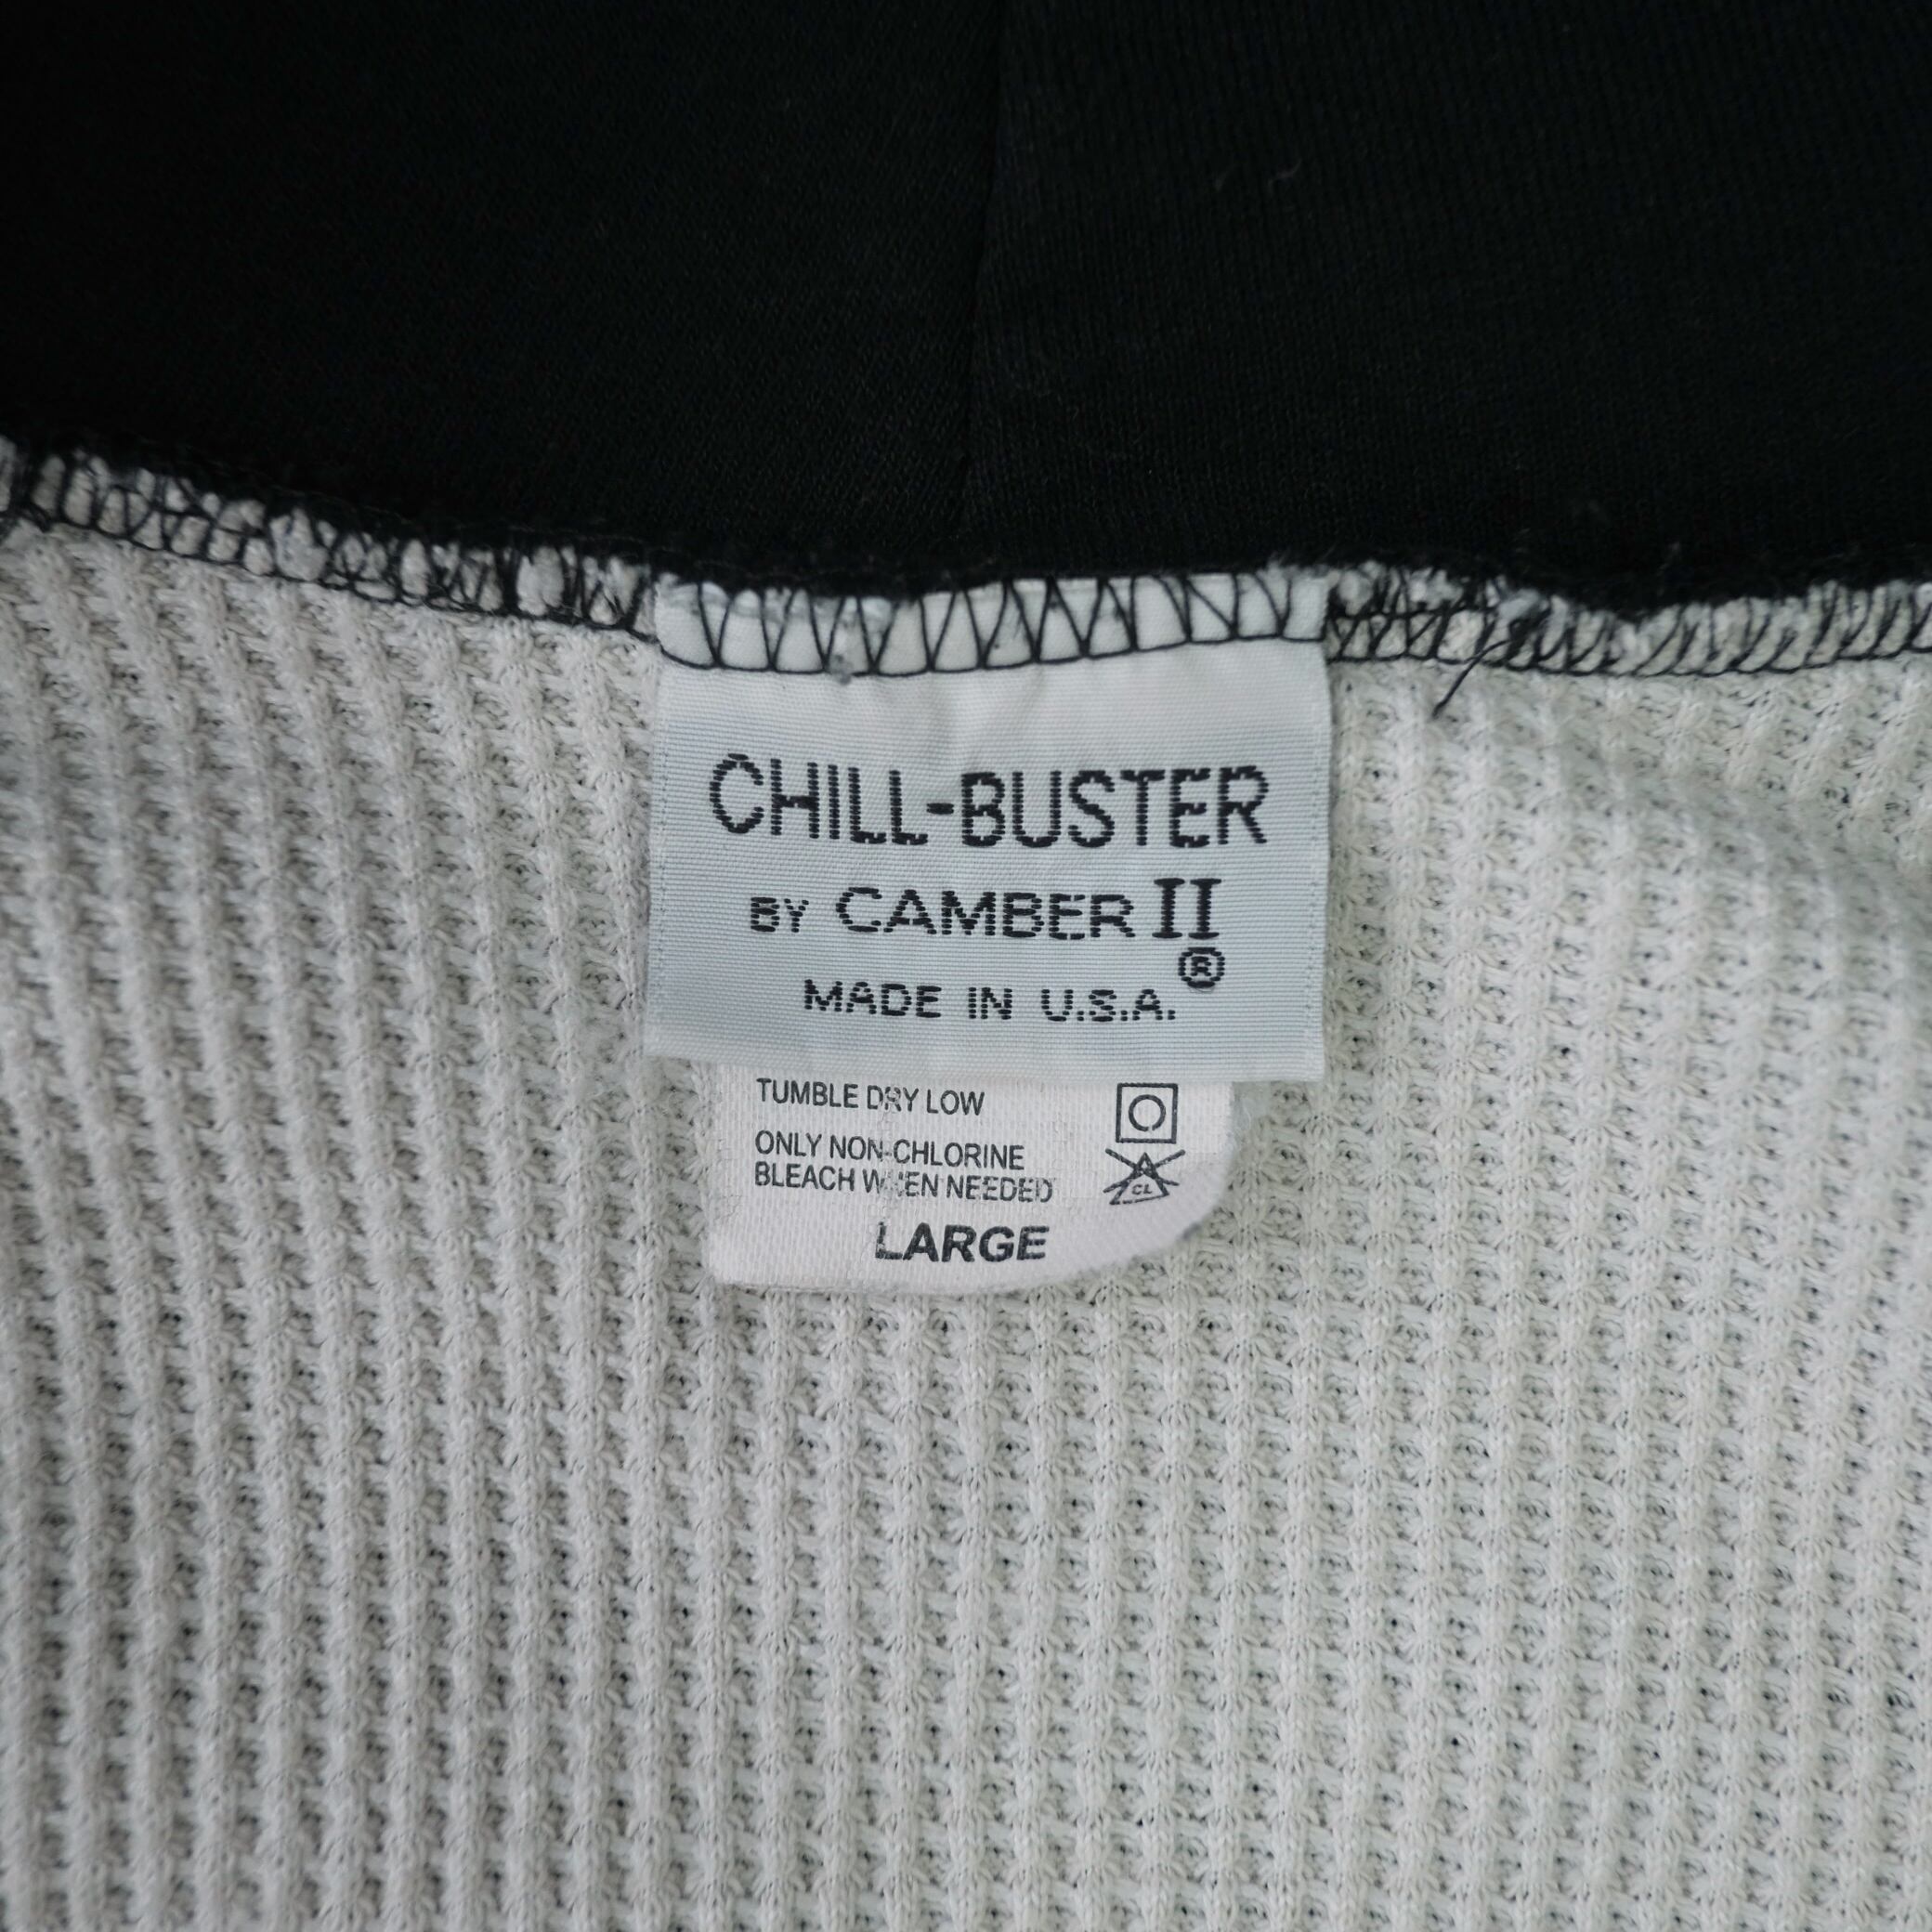 CHILL-BUSTER
BY CAMBER II
®
MADE IN U.S.A.
TUMBLE DRY LOW
ONLY NON-CHLORINE
BLEACH WHEN NEEDED
CL
LARGE